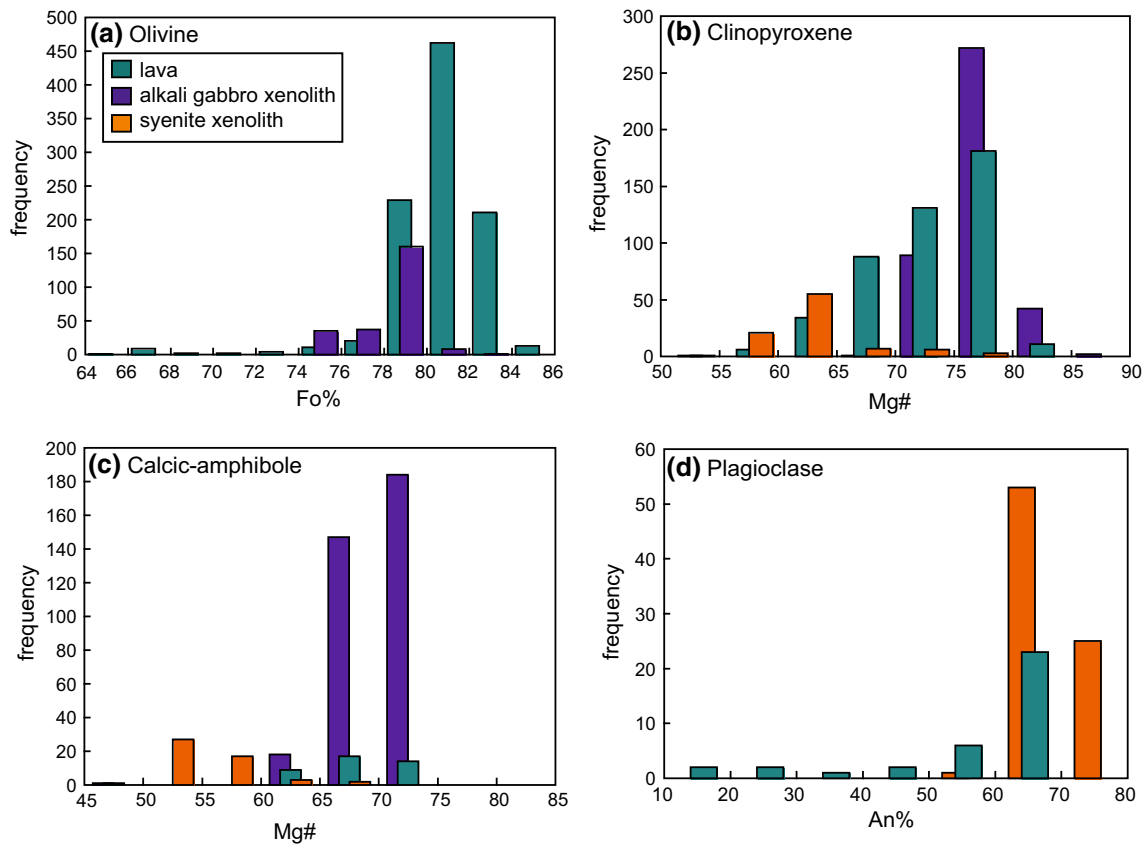 (a) Olivine
lava
alkali gabbro xenolith
syenite xenolith
frequency
500
450
400
350
300
250
200
150
100
50
0
64 66 68 70 72 74 76 78 80 82 84 86
Fo%
(b) Clinopyroxene
frequency
300
250
200
150
100
50
0
50 55 60 65 70 75 80 85 90
Mg#
(c) Calcic-amphibole
frequency
200
180
160
140
120
100
80
60
40
20
0
45 50 55 60 65 70 75 80 85
Mg#
(d) Plagioclase
frequency
60
50
40
30
20
10
0
10 20 30 40 50 60 70 80
An%